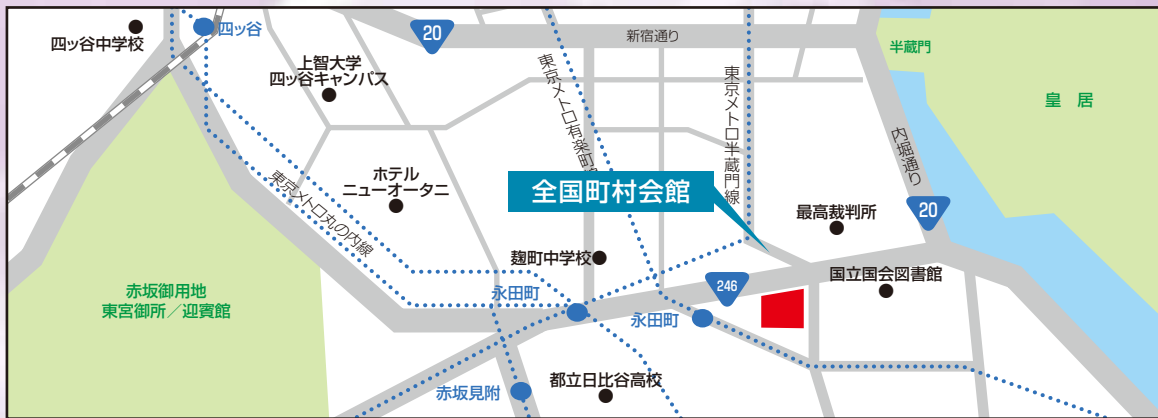 四ッ谷中学校
四ッ谷
20
新宿通り
半蔵門
皇居
上智大学
四ッ谷キャンパス
東京メトロ有楽町
東京メトロ半蔵門線
内堀通り
ホテル
ニューオータニ
東京メトロ丸の内線
全国町村会館
最高裁判所
20
麹町中学校
国立国会図書館
246
赤坂御用地
東宮御所／迎賓館
永田町
永田町
赤坂見附
都立日比谷高校